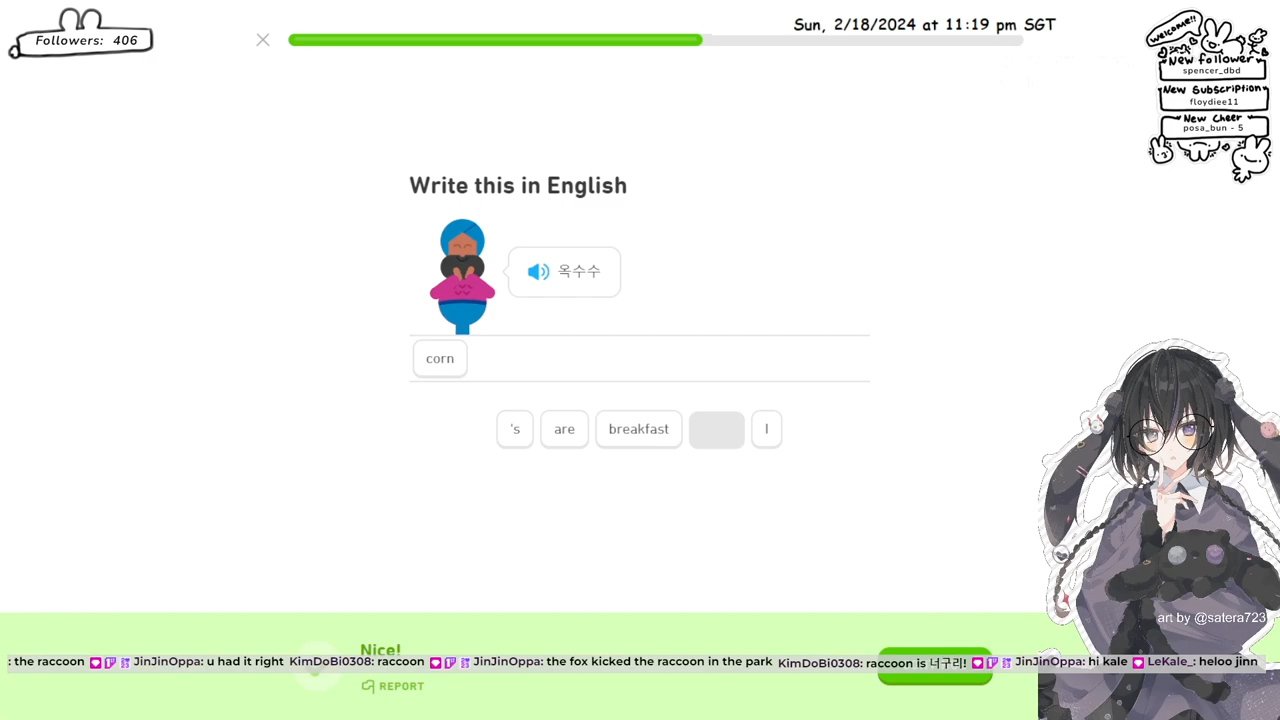 Followers: 406
Sun, 2/18/2024 at 11:19 pm SGT
welcome!!
New follower
spencer_dbd
New Subscription
floydiee11
New Cheer
posa_bun - 5
Write this in English
옥수수
corn
's
are
breakfast
I
art by @satera723
Nice!
: the raccoon JinJinOppa: u had it right KimDoBi0308: raccoon JinJinOppa: the fox kicked the raccoon in the park KimDoBi0308: raccoon is 너구리! JinJinOppa: hi kale LeKale_: heloo jinn
REPORT